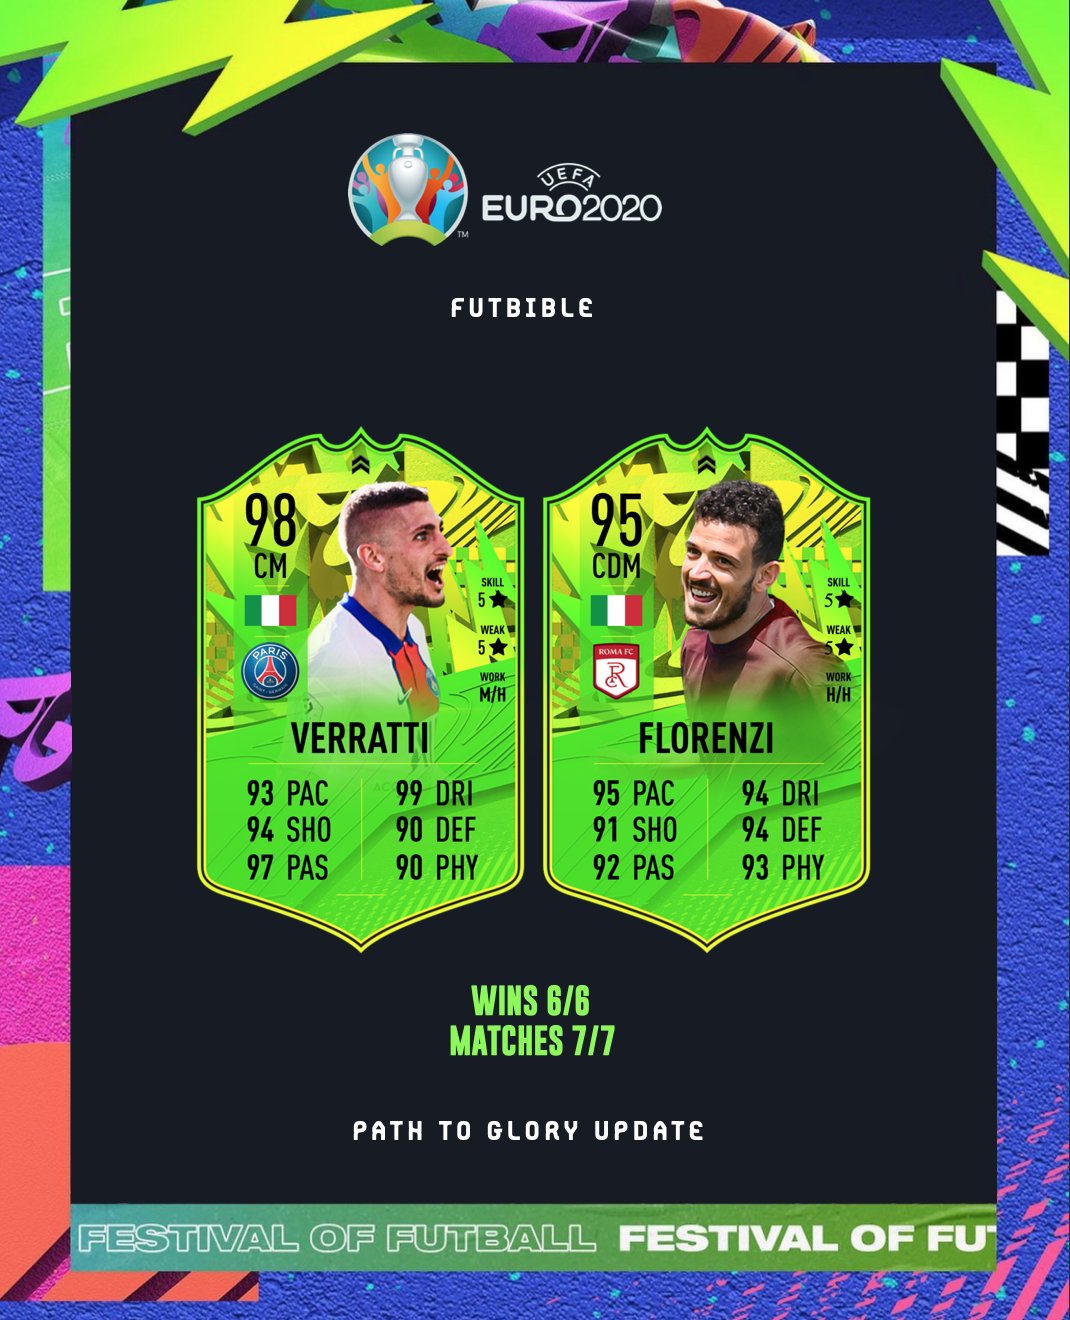 UEFA
EURO2020
TM
FUTBIBLE
98
CM
SKILL
5★
WEAK
5★
WORK
M/H
PARIS
SAINT-GERMAIN
VERRATTI
93 PAC 99 DRI
94 SHO 90 DEF
97 PAS 90 PHY
95
CDM
SKILL
5★
WEAK
5★
WORK
H/H
ROMA FC
FLORENZI
95 PAC 94 DRI
91 SHO 94 DEF
92 PAS 93 PHY
WINS 6/6
MATCHES 7/7
PATH TO GLORY UPDATE
FESTIVAL OF FUTBALL FESTIVAL OF FUT